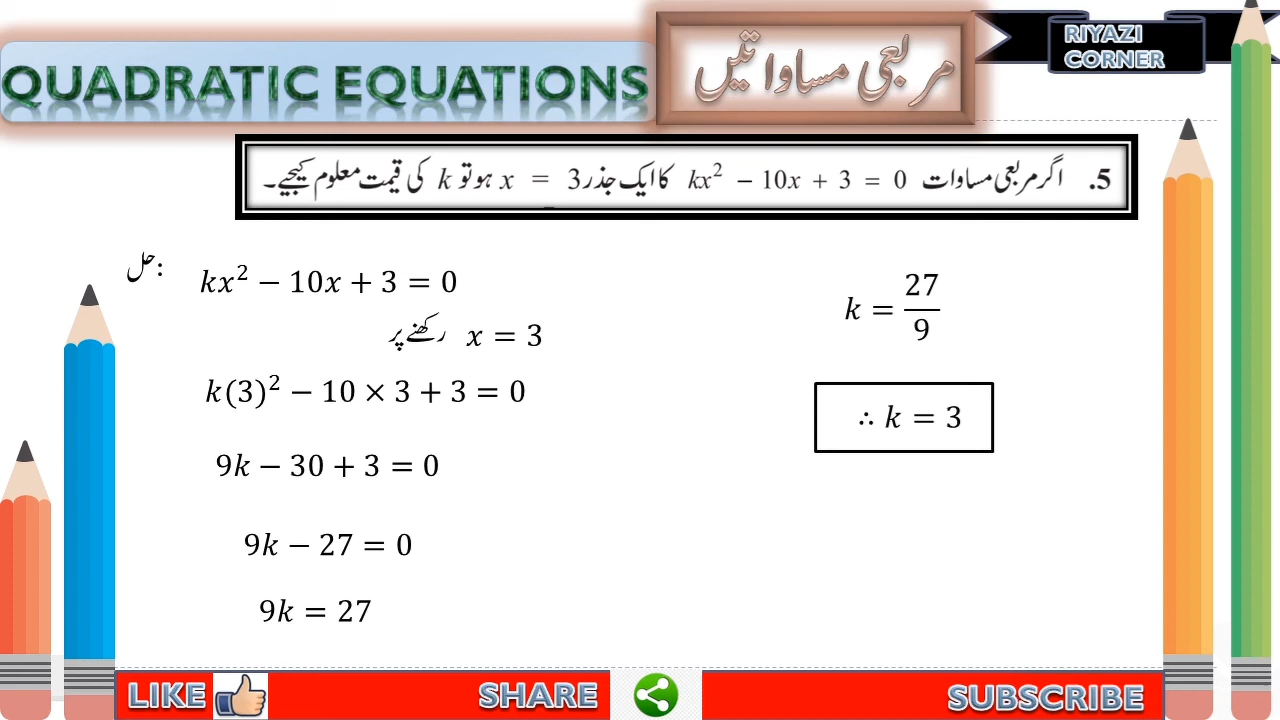 QUADRATIC EQUATIONS
مربعی مساواتیں
RIYAZI
CORNER
5. اگر مربعی مساوات kx² − 10x + 3 = 0 کا ایک جذر 3 = x ہو تو k کی قیمت معلوم کیجیے۔
حل:
kx² − 10x + 3 = 0
x = 3 رکھنے پر
k(3)² − 10 × 3 + 3 = 0
9k − 30 + 3 = 0
9k − 27 = 0
9k = 27
k = 27/9
∴ k = 3
LIKE
SHARE
SUBSCRIBE